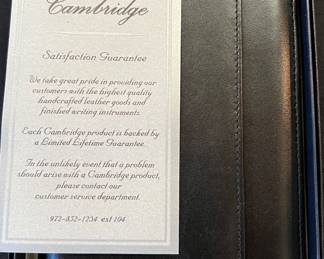 Cambridge
Satisfaction Guarantee
We take great pride in providing our
customers with the highest quality
handcrafted leather goods and
finished writing instruments.
Each Cambridge product is backed by
a Limited Lifetime Guarantee.
In the unlikely event that a problem
should arise with a Cambridge product,
please contact our
customer service department.
972-852-1234 ext 104